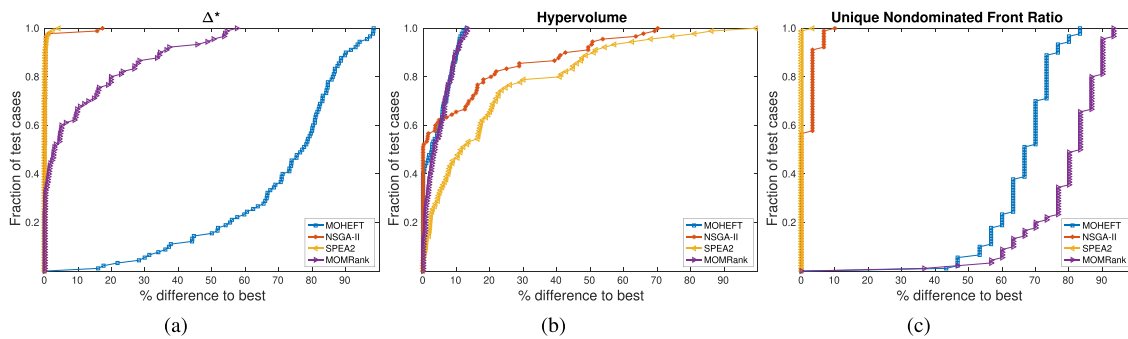 Δ*
Fraction of test cases
1.0
0.8
0.6
0.4
0.2
0 10 20 30 40 50 60 70 80 90
% difference to best
MOHEFT
NSGA-II
SPEA2
MOMRank
(a)
Hypervolume
Fraction of test cases
1.0
0.8
0.6
0.4
0.2
0 10 20 30 40 50 60 70 80 90
% difference to best
MOHEFT
NSGA-II
SPEA2
MOMRank
(b)
Unique Nondominated Front Ratio
Fraction of test cases
1.0
0.8
0.6
0.4
0.2
0 10 20 30 40 50 60 70 80 90
% difference to best
MOHEFT
NSGA-II
SPEA2
MOMRank
(c)